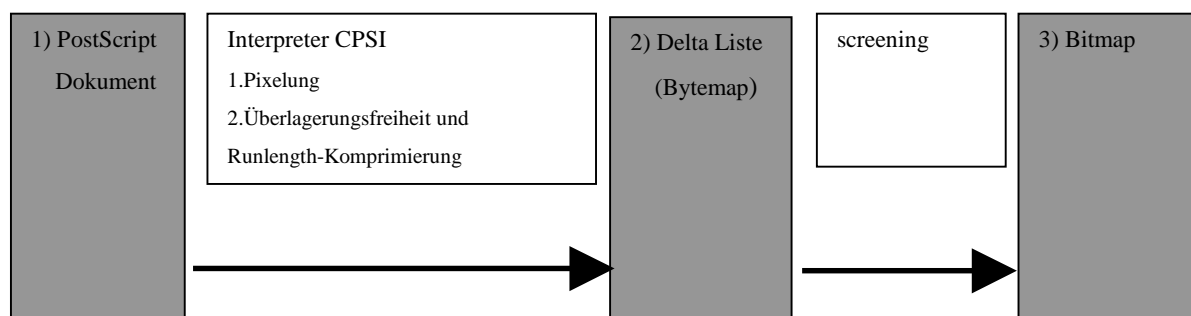 1) PostScript
Dokument
Interpreter CPSI
1.Pixelung
2.Überlagerungsfreiheit und
Runlength-Komprimierung
2) Delta Liste
(Bytemap)
screening
3) Bitmap